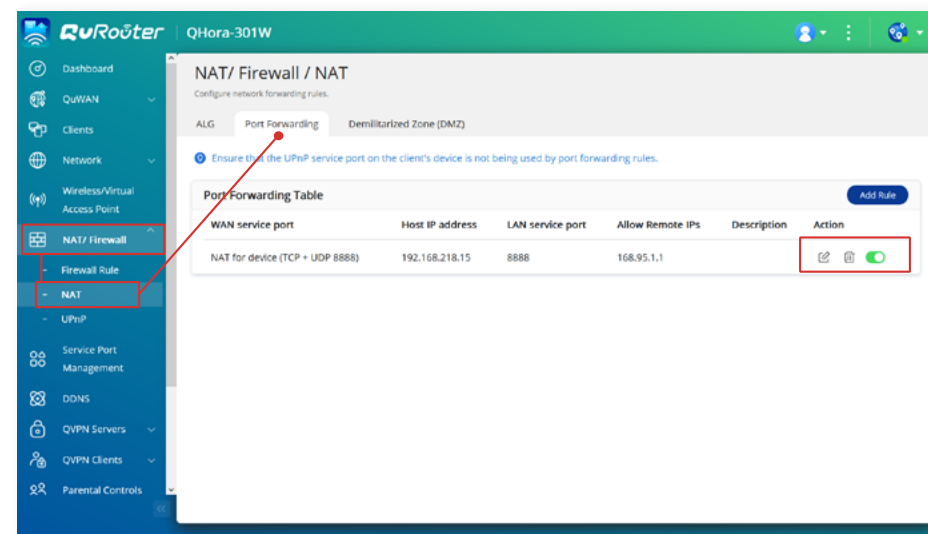 QuRouter QHora-301W
Dashboard
QuWAN
Clients
Network
Wireless/Virtual
Access Point
NAT/ Firewall
Firewall Rule
NAT
UPnP
Service Port
Management
DDNS
QVPN Servers
QVPN Clients
Parental Controls
NAT/ Firewall / NAT
Configure network forwarding rules.
ALG Port Forwarding Demilitarized Zone (DMZ)
Ensure that the UPnP service port on the client's device is not being used by port forwarding rules.
Port Forwarding Table Add Rule
WAN service port Host IP address LAN service port Allow Remote IPs Description Action
NAT for device (TCP + UDP 8888) 192.168.218.15 8888 168.95.1.1